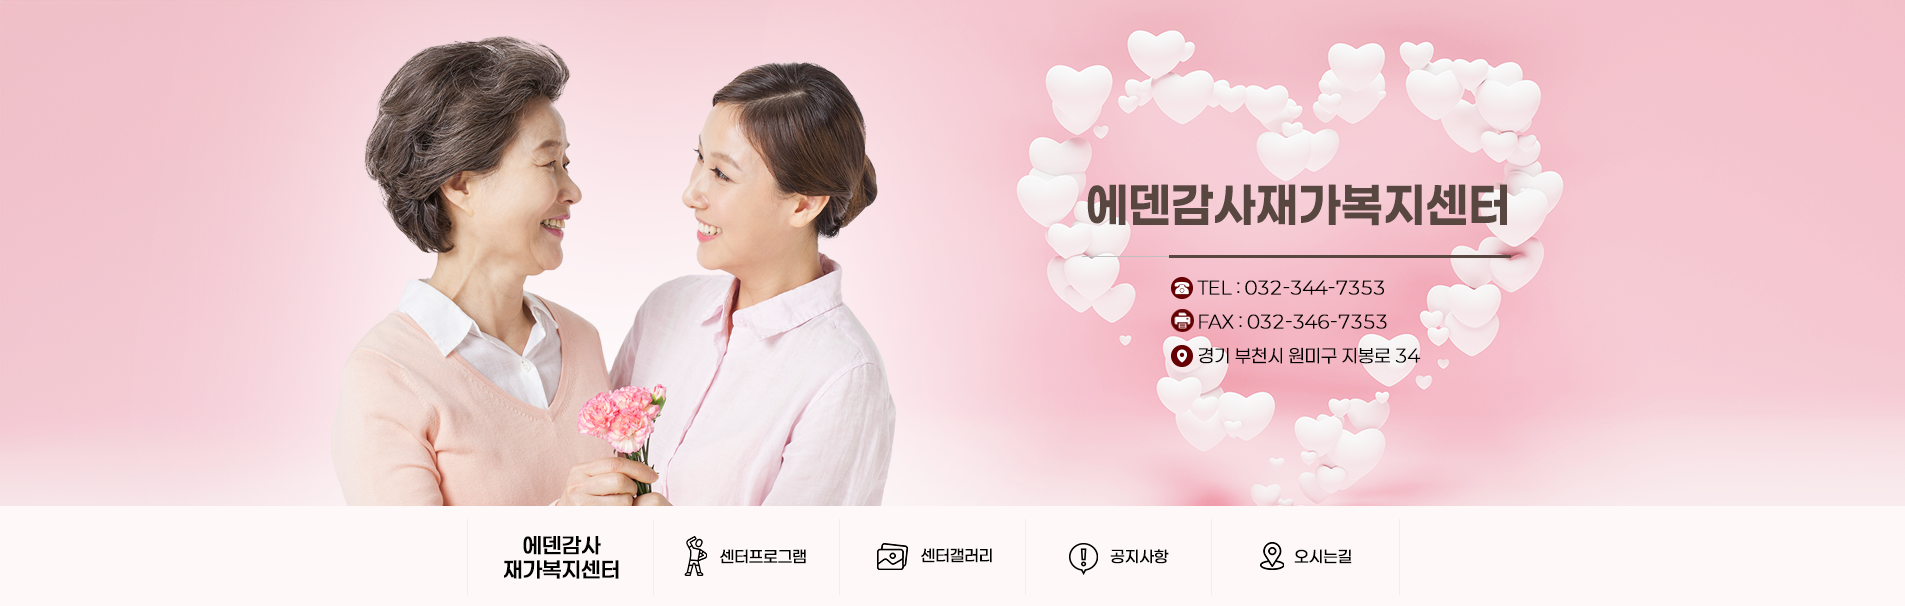 에덴감사재가복지센터
TEL : 032-344-7353
FAX : 032-346-7353
경기 부천시 원미구 지봉로 34
에덴감사
재가복지센터
센터프로그램
센터갤러리
공지사항
오시는길